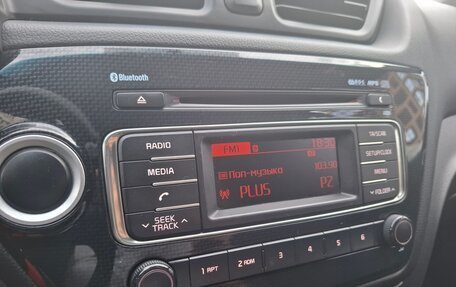 Bluetooth
RADIO
MEDIA
SEEK
TRACK
FM1
18:30
Поп-музыка
103.90
PLUS
P2
TA/SCAN
SETUP/CLOCK
MENU
FOLDER
1 RPT
2 RDM
3
4
5
6